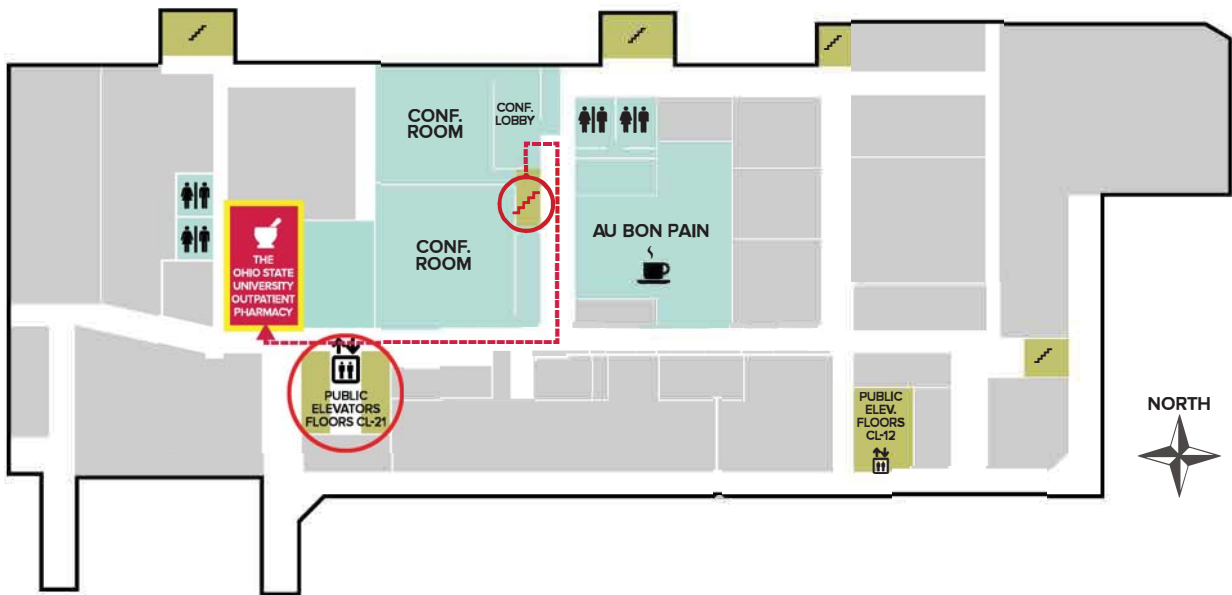 CONF.
ROOM
CONF.
LOBBY
CONF.
ROOM
AU BON PAIN
THE
OHIO STATE
UNIVERSITY
OUTPATIENT
PHARMACY
PUBLIC
ELEVATORS
FLOORS CL-21
PUBLIC
ELEV.
FLOORS
CL-12
NORTH